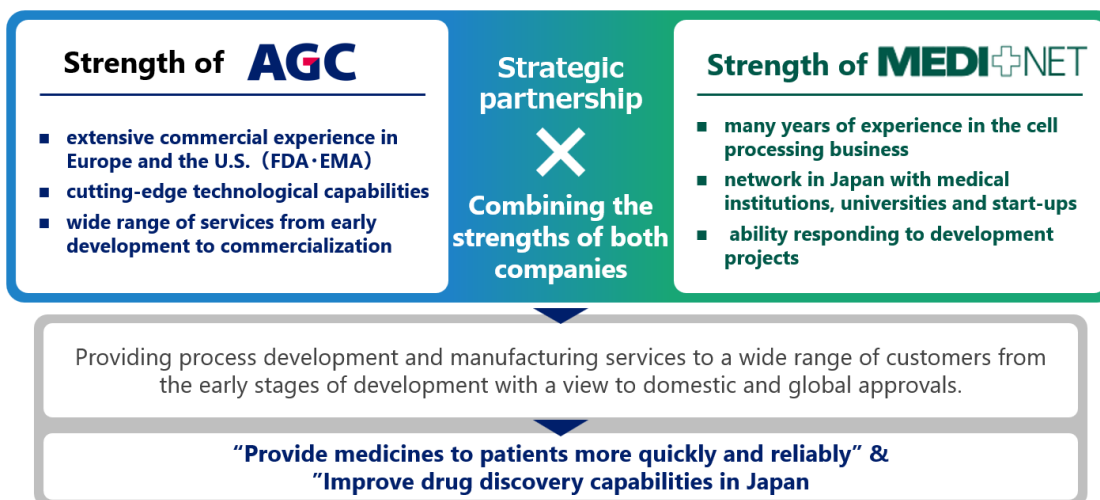 Strength of AGC
■ extensive commercial experience in
Europe and the U.S.（FDA・EMA）
■ cutting-edge technological capabilities
■ wide range of services from early
development to commercialization
Strategic
partnership
×
Combining the
strengths of both
companies
Strength of MEDI+NET
■ many years of experience in the cell
processing business
■ network in Japan with medical
institutions, universities and start-ups
■ ability responding to development
projects
Providing process development and manufacturing services to a wide range of customers from
the early stages of development with a view to domestic and global approvals.
“Provide medicines to patients more quickly and reliably” &
”Improve drug discovery capabilities in Japan